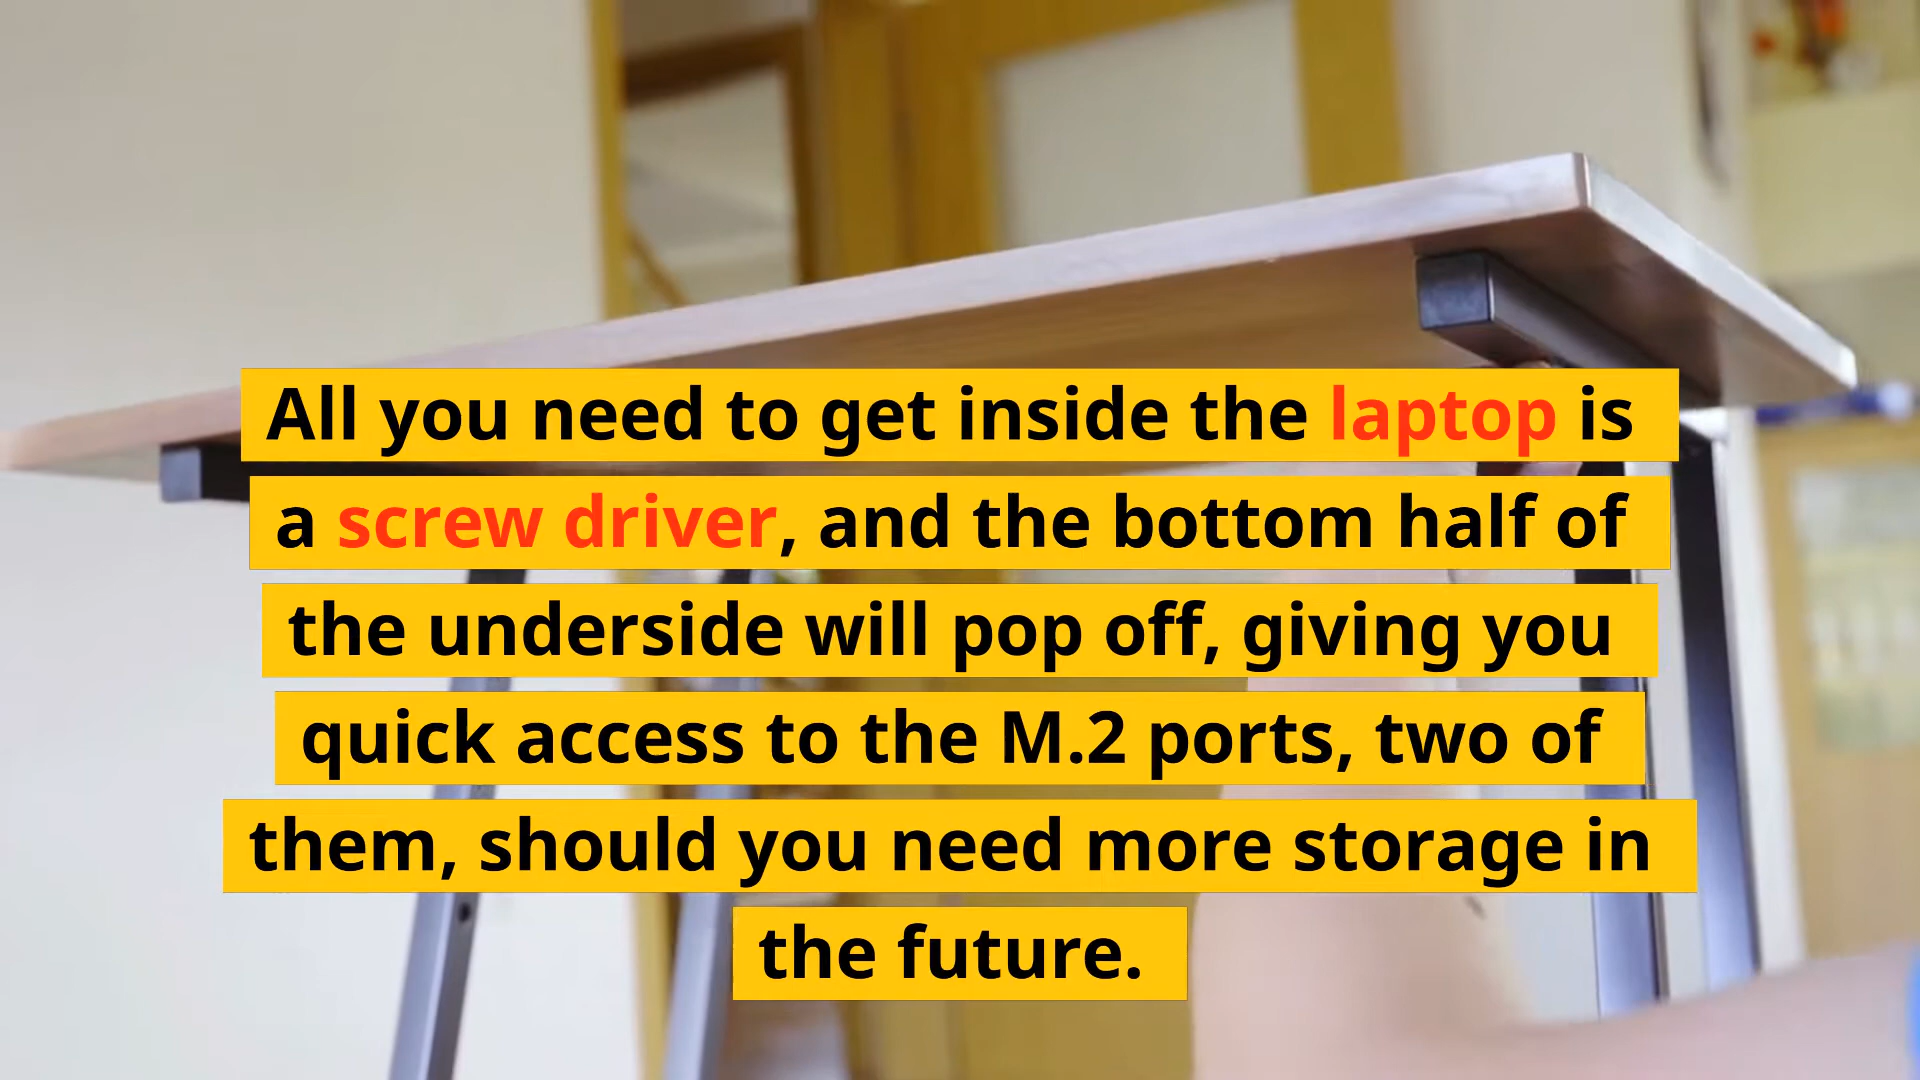 All you need to get inside the laptop is
a screw driver, and the bottom half of
the underside will pop off, giving you
quick access to the M.2 ports, two of
them, should you need more storage in
the future.